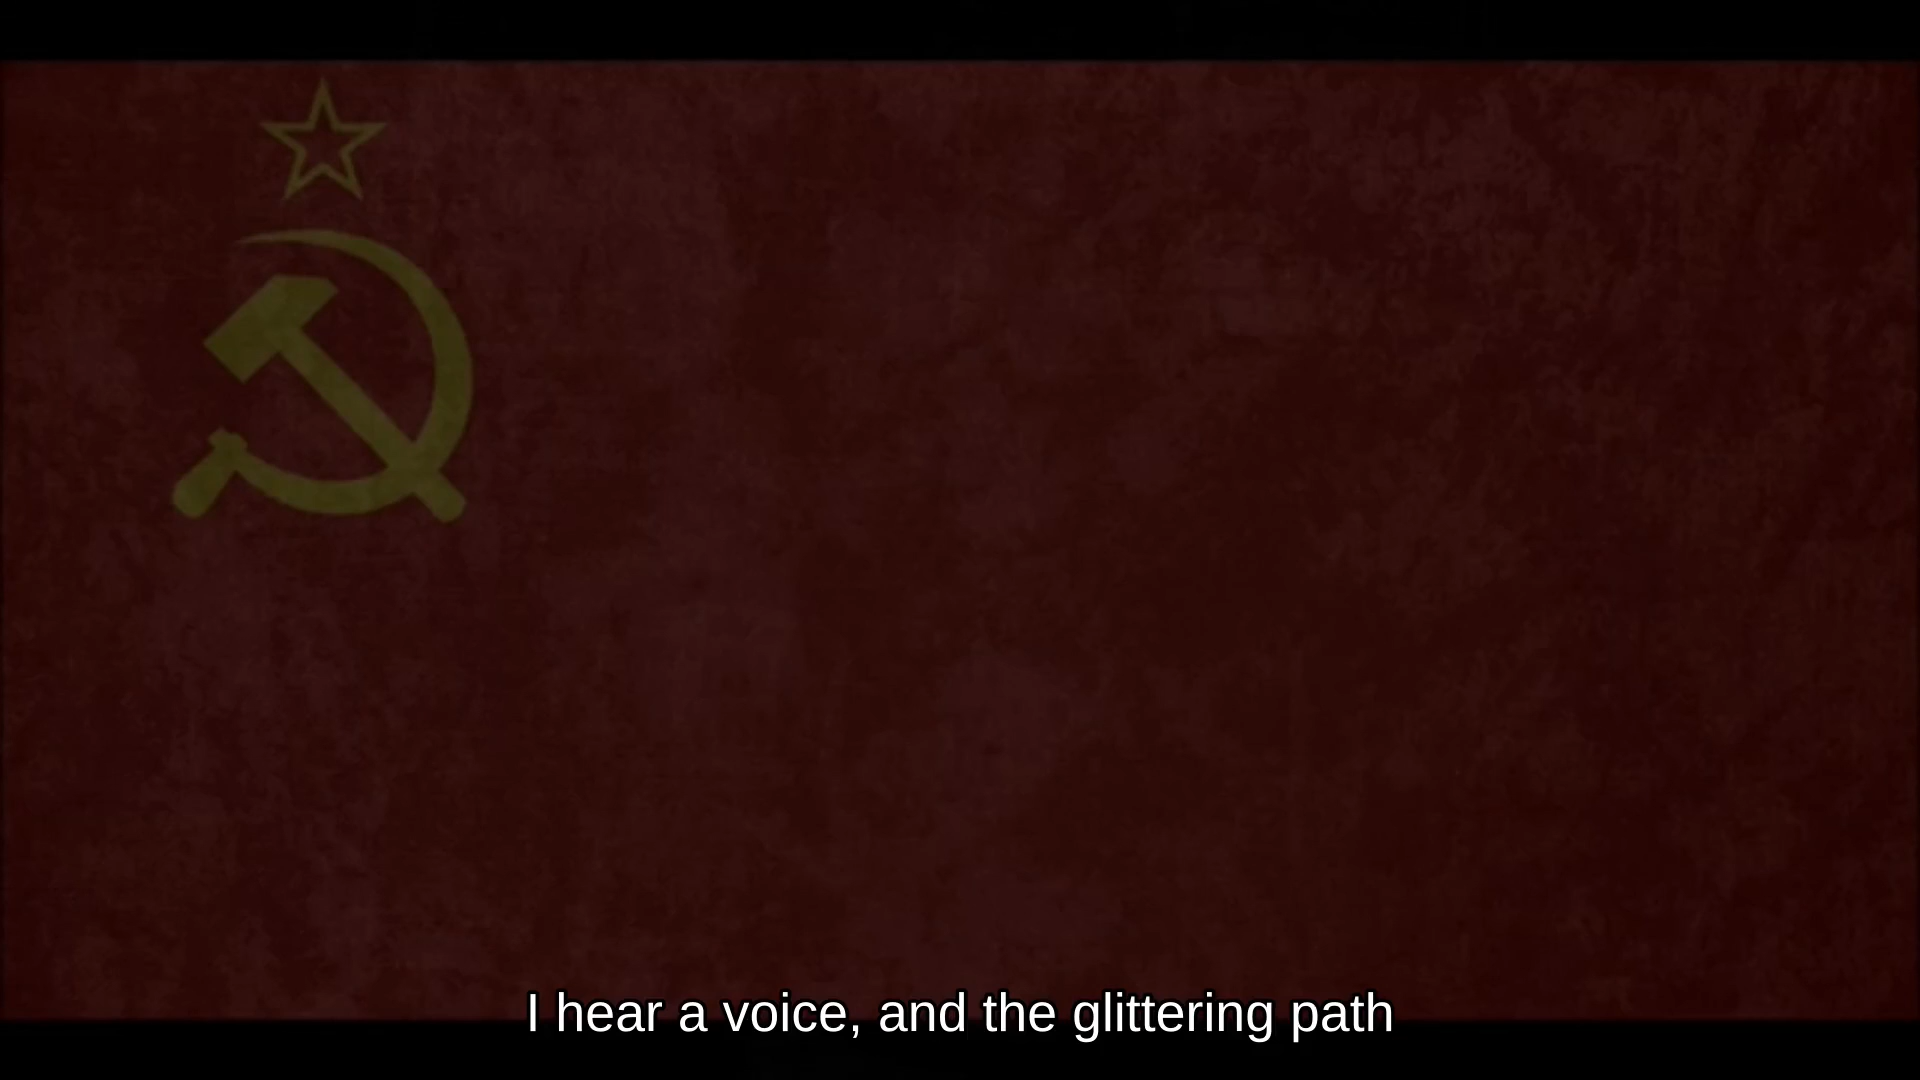 I hear a voice, and the glittering path